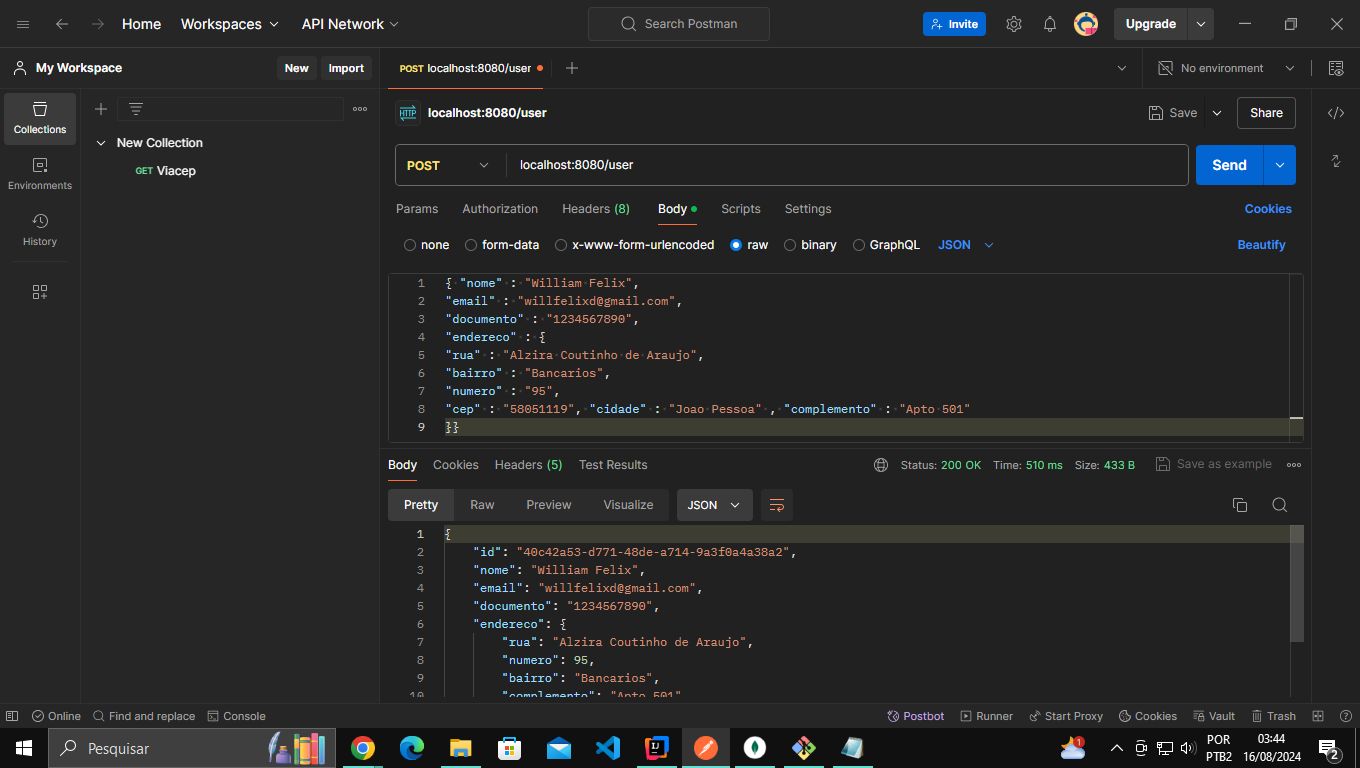 Home Workspaces API Network Search Postman Invite Upgrade
My Workspace New Import POST localhost:8080/user No environment
HTTP localhost:8080/user Save Share
Collections
New Collection
GET Viacep
Environments
History
POST localhost:8080/user Send
Params Authorization Headers (8) Body Scripts Settings Cookies
none form-data x-www-form-urlencoded raw binary GraphQL JSON Beautify
1 { "nome" : "William Felix",
2 "email" : "willfelixd@gmail.com",
3 "documento" : "1234567890",
4 "endereco" : {
5 "rua" : "Alzira Coutinho de Araujo",
6 "bairro" : "Bancarios",
7 "numero" : "95",
8 "cep" : "58051119", "cidade" : "Joao Pessoa" , "complemento" : "Apto 501"
9 }}
Body Cookies Headers (5) Test Results Status: 200 OK Time: 510 ms Size: 433 B Save as example
Pretty Raw Preview Visualize JSON
1 {
2 "id": "40c42a53-d771-48de-a714-9a3f0a4a38a2",
3 "nome": "William Felix",
4 "email": "willfelixd@gmail.com",
5 "documento": "1234567890",
6 "endereco": {
7 "rua": "Alzira Coutinho de Araujo",
8 "numero": 95,
9 "bairro": "Bancarios",
10 "complemento": "Apto 501"
Online Find and replace Console Postbot Runner Start Proxy Cookies Vault Trash
Pesquisar 1 POR 03:44
PTB2 16/08/2024 2